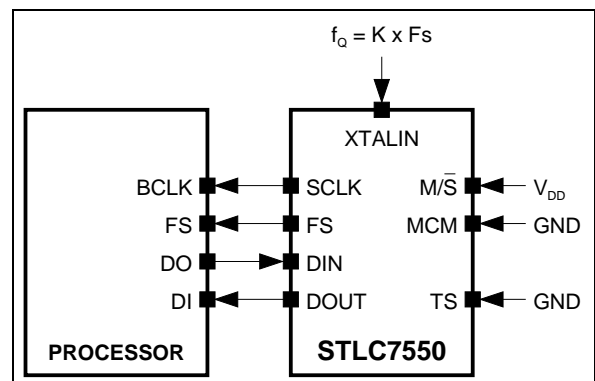 f_Q = K x Fs
XTALIN
BCLK SCLK M/S̅ V_DD
FS FS MCM GND
DO DIN
DI DOUT TS GND
PROCESSOR STLC7550